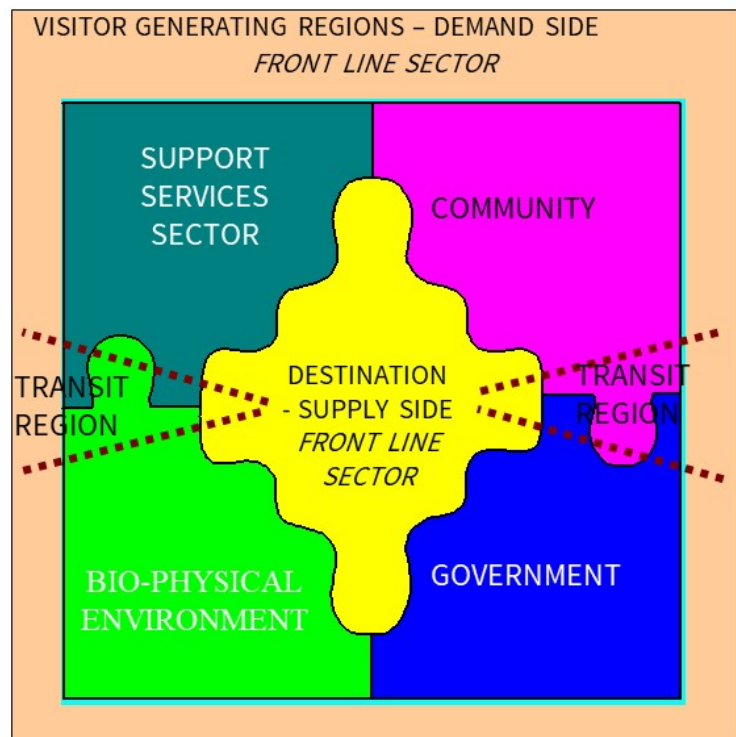 VISITOR GENERATING REGIONS – DEMAND SIDE
FRONT LINE SECTOR
SUPPORT
SERVICES
SECTOR
COMMUNITY
TRANSIT
REGION
DESTINATION
- SUPPLY SIDE
FRONT LINE
SECTOR
TRANSIT
REGION
BIO-PHYSICAL
ENVIRONMENT
GOVERNMENT